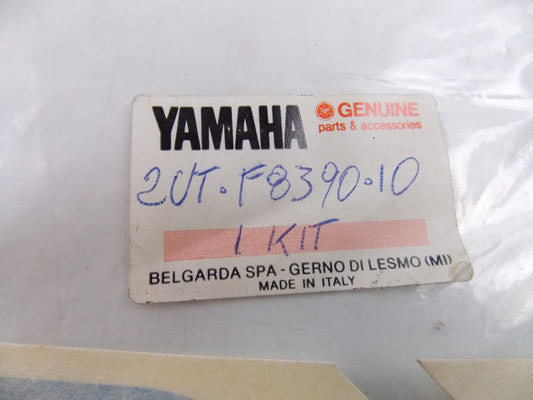 YAMAHA GENUINE
parts & accessories
2UT-F8390-10
1 KIT
BELGARDA SPA - GERNO DI LESMO (MI)
MADE IN ITALY